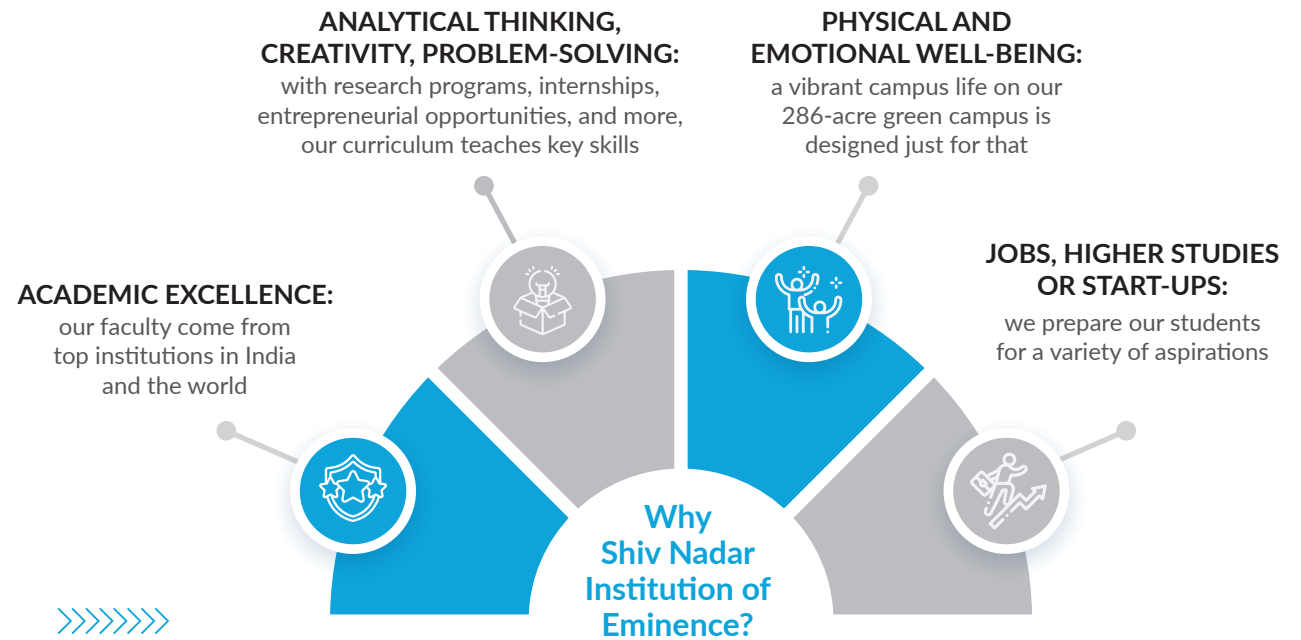 ANALYTICAL THINKING,
CREATIVITY, PROBLEM-SOLVING:
with research programs, internships,
entrepreneurial opportunities, and more,
our curriculum teaches key skills
PHYSICAL AND
EMOTIONAL WELL-BEING:
a vibrant campus life on our
286-acre green campus is
designed just for that
ACADEMIC EXCELLENCE:
our faculty come from
top institutions in India
and the world
JOBS, HIGHER STUDIES
OR START-UPS:
we prepare our students
for a variety of aspirations
Why
Shiv Nadar
Institution of
Eminence?